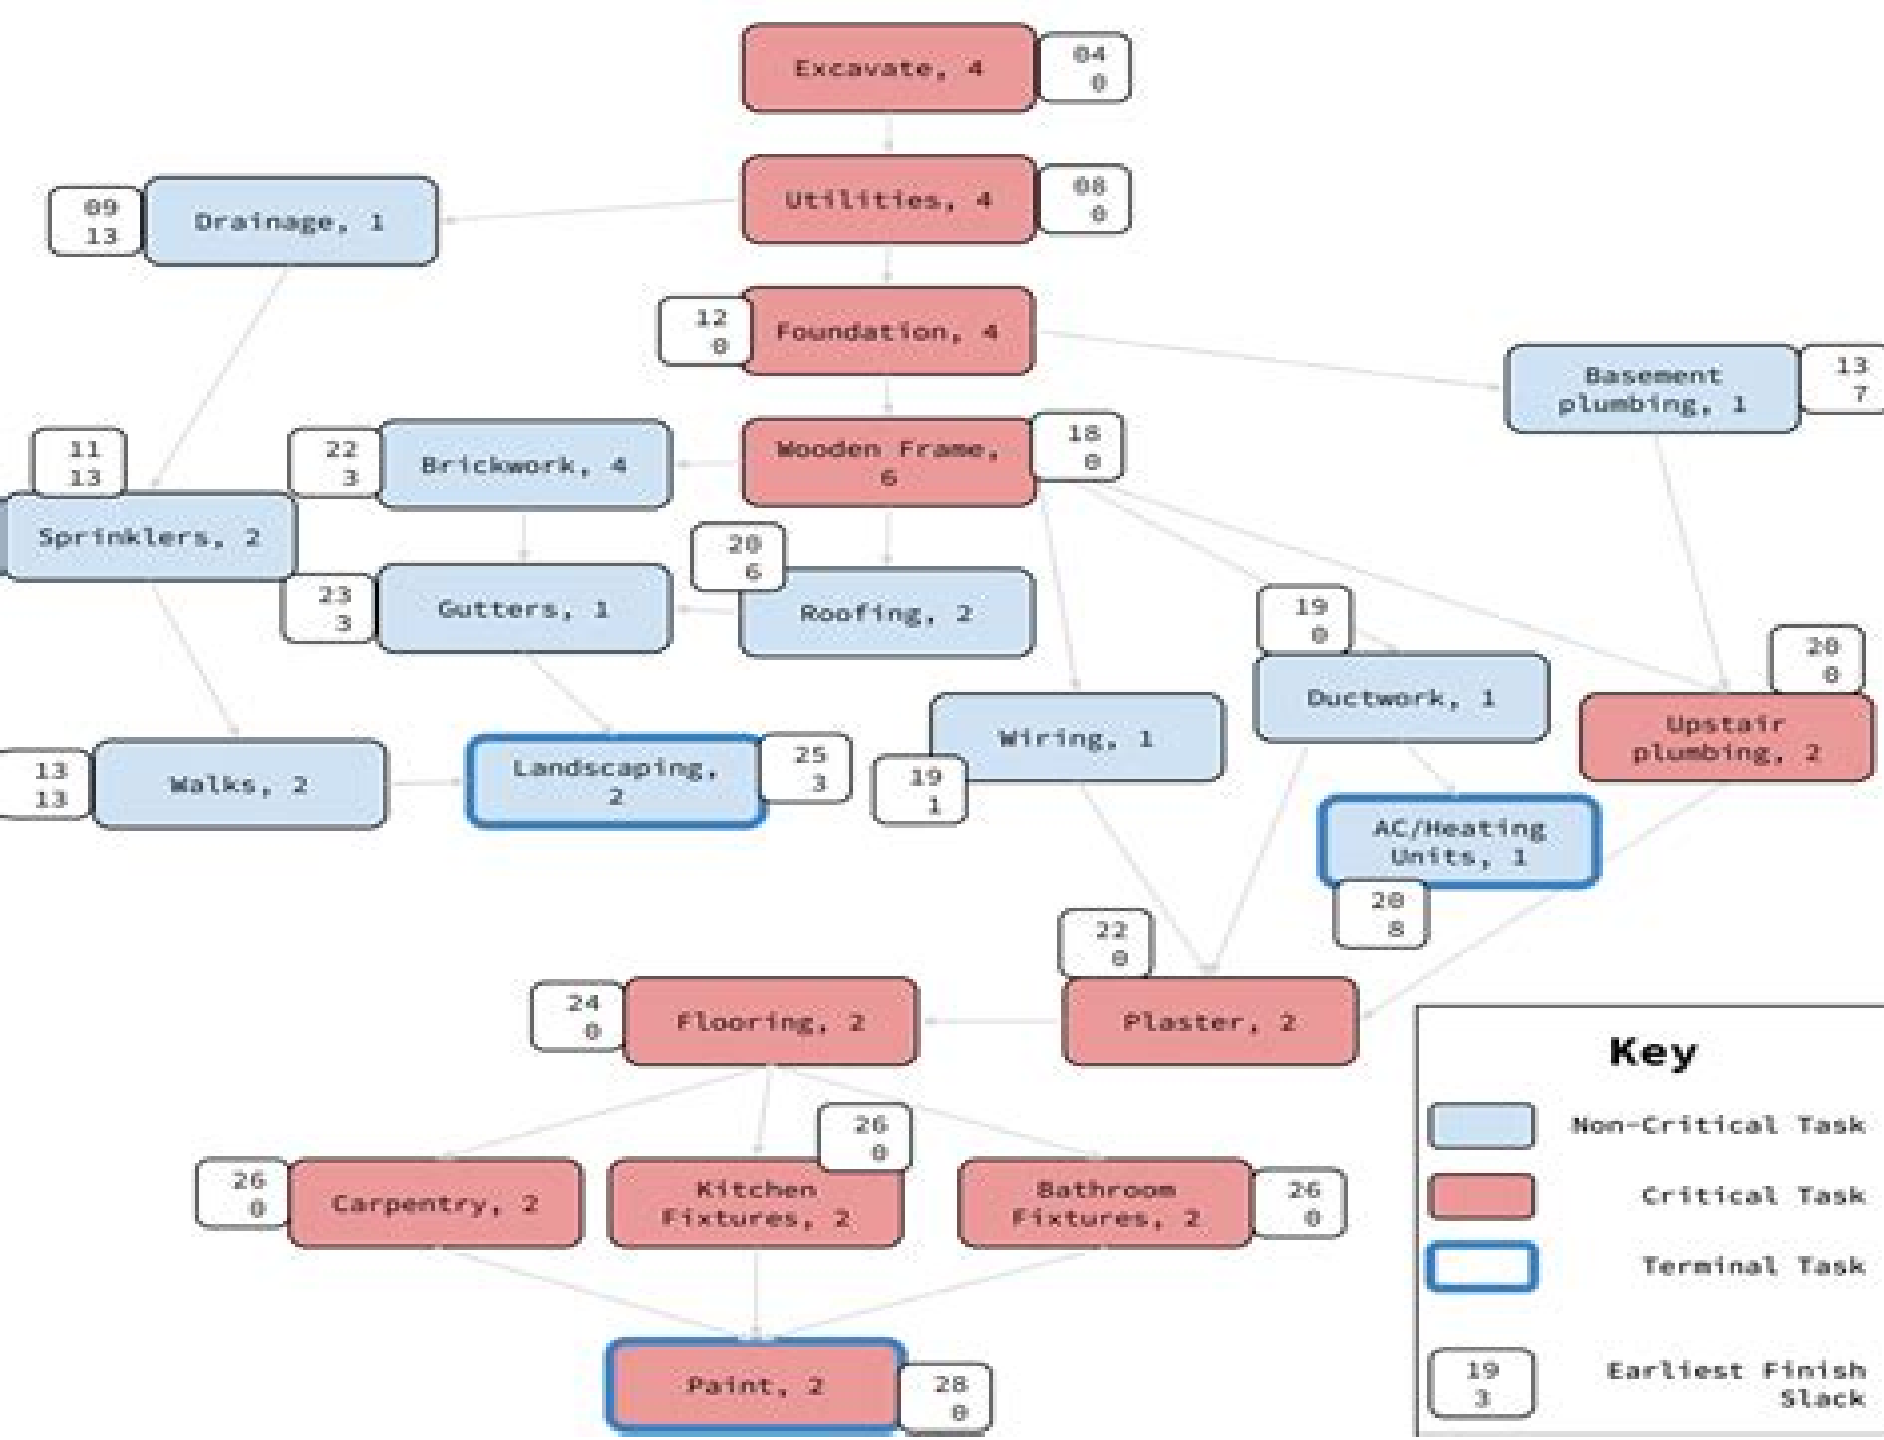 Excavate, 4
04
0
Utilities, 4
08
0
Drainage, 1
09
13
Foundation, 4
12
0
Basement
plumbing, 1
13
7
Wooden Frame,
6
18
0
Brickwork, 4
22
3
Sprinklers, 2
11
13
Gutters, 1
23
3
Roofing, 2
20
6
Ductwork, 1
19
0
Upstair
plumbing, 2
20
0
Wiring, 1
19
1
Walks, 2
13
13
Landscaping,
2
25
3
AC/Heating
Units, 1
20
8
Plaster, 2
22
0
Flooring, 2
24
0
Carpentry, 2
26
0
Kitchen
Fixtures, 2
26
0
Bathroom
Fixtures, 2
26
0
Paint, 2
28
0
Key
Non-Critical Task
Critical Task
Terminal Task
19
3
Earliest Finish
Slack